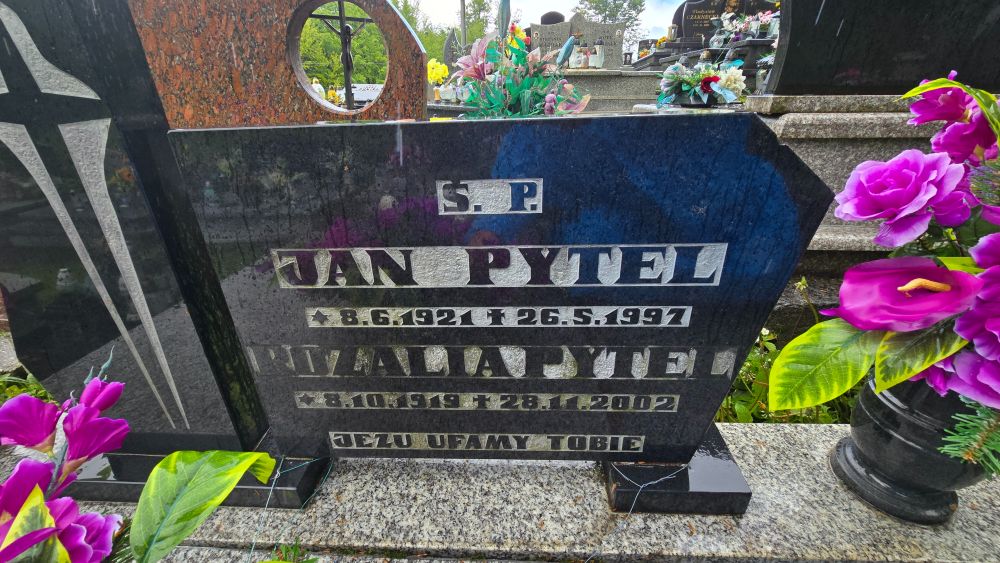 Ś. P.
JAN PYTEL
✦ 8.6.1921 ✝ 26.5.1997
ROZALIA PYTEL
✦ 8.10.1919 ✝ 28.11.2002
JEZU UFAMY TOBIE
CZARNEC